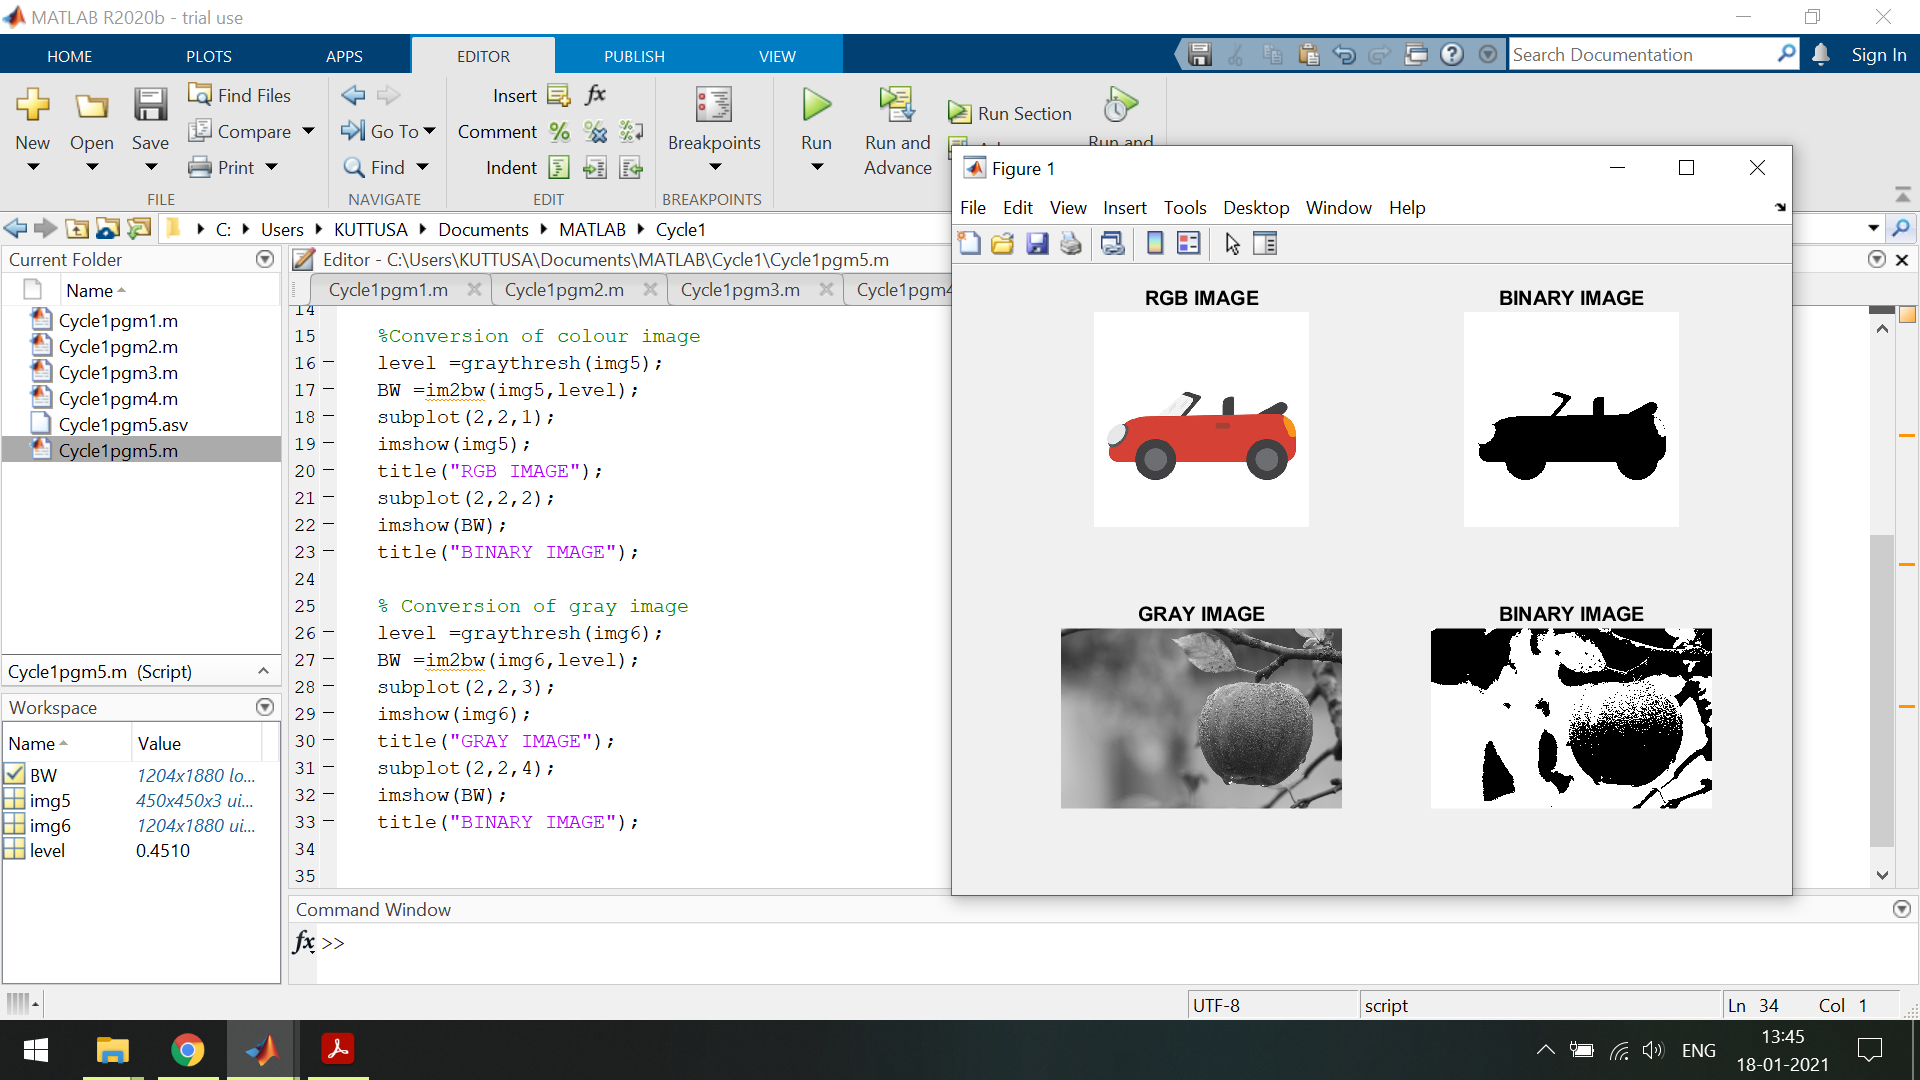 MATLAB R2020b - trial use
HOME PLOTS APPS EDITOR PUBLISH VIEW
Search Documentation
Sign In
New
Open
Save
Find Files
Compare
Print
FILE
Go To
Find
NAVIGATE
Insert
Comment
Indent
EDIT
Breakpoints
BREAKPOINTS
Run
Run and
Advance
Run Section
Run and
C: Users KUTTUSA Documents MATLAB Cycle1
Current Folder
Name
Cycle1pgm1.m
Cycle1pgm2.m
Cycle1pgm3.m
Cycle1pgm4.m
Cycle1pgm5.asv
Cycle1pgm5.m
Cycle1pgm5.m (Script)
Workspace
Name Value
BW 1204x1880 lo...
img5 450x450x3 ui...
img6 1204x1880 ui...
level 0.4510
Editor - C:\Users\KUTTUSA\Documents\MATLAB\Cycle1\Cycle1pgm5.m
Cycle1pgm1.m Cycle1pgm2.m Cycle1pgm3.m Cycle1pgm4
14
15 %Conversion of colour image
16 level =graythresh(img5);
17 BW =im2bw(img5,level);
18 subplot(2,2,1);
19 imshow(img5);
20 title("RGB IMAGE");
21 subplot(2,2,2);
22 imshow(BW);
23 title("BINARY IMAGE");
24
25 % Conversion of gray image
26 level =graythresh(img6);
27 BW =im2bw(img6,level);
28 subplot(2,2,3);
29 imshow(img6);
30 title("GRAY IMAGE");
31 subplot(2,2,4);
32 imshow(BW);
33 title("BINARY IMAGE");
34
35
Figure 1
File Edit View Insert Tools Desktop Window Help
RGB IMAGE BINARY IMAGE
GRAY IMAGE BINARY IMAGE
Command Window
fx >>
UTF-8 script Ln 34 Col 1
ENG
13:45
18-01-2021